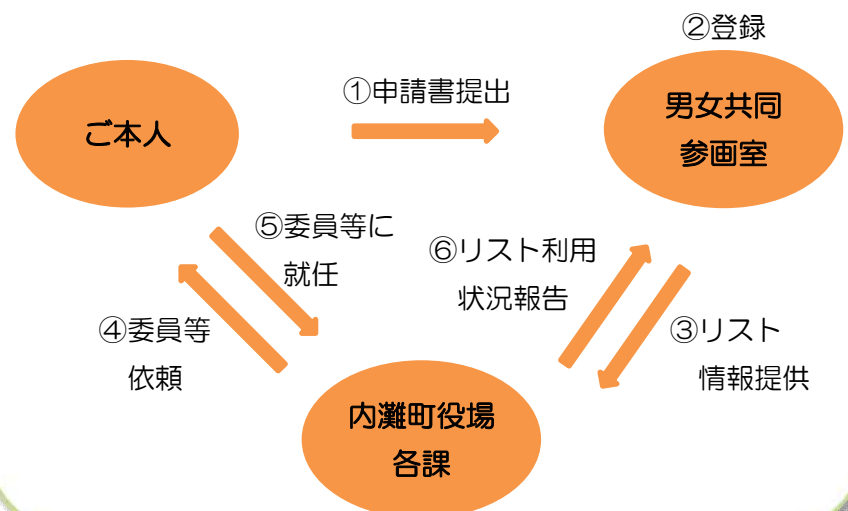 ②登録
①申請書提出
ご本人
男女共同
参画室
⑤委員等に
就任
⑥リスト利用
状況報告
④委員等
依頼
③リスト
情報提供
内灘町役場
各課